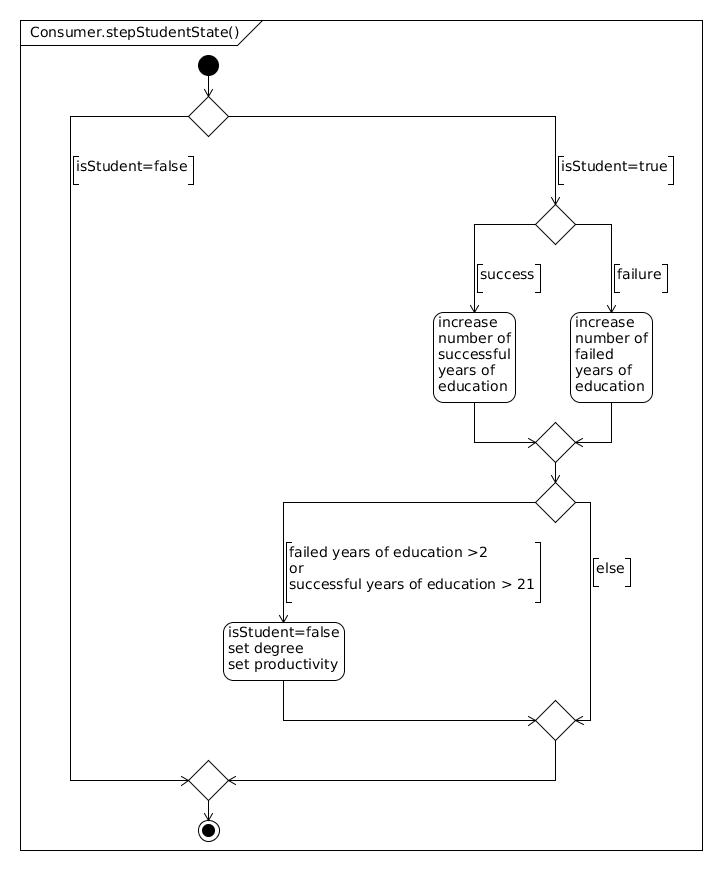 Consumer.stepStudentState()
[isStudent=false]
[isStudent=true]
[success]
[failure]
increase
number of
successful
years of
education
increase
number of
failed
years of
education
[failed years of education >2
or
successful years of education > 21]
[else]
isStudent=false
set degree
set productivity